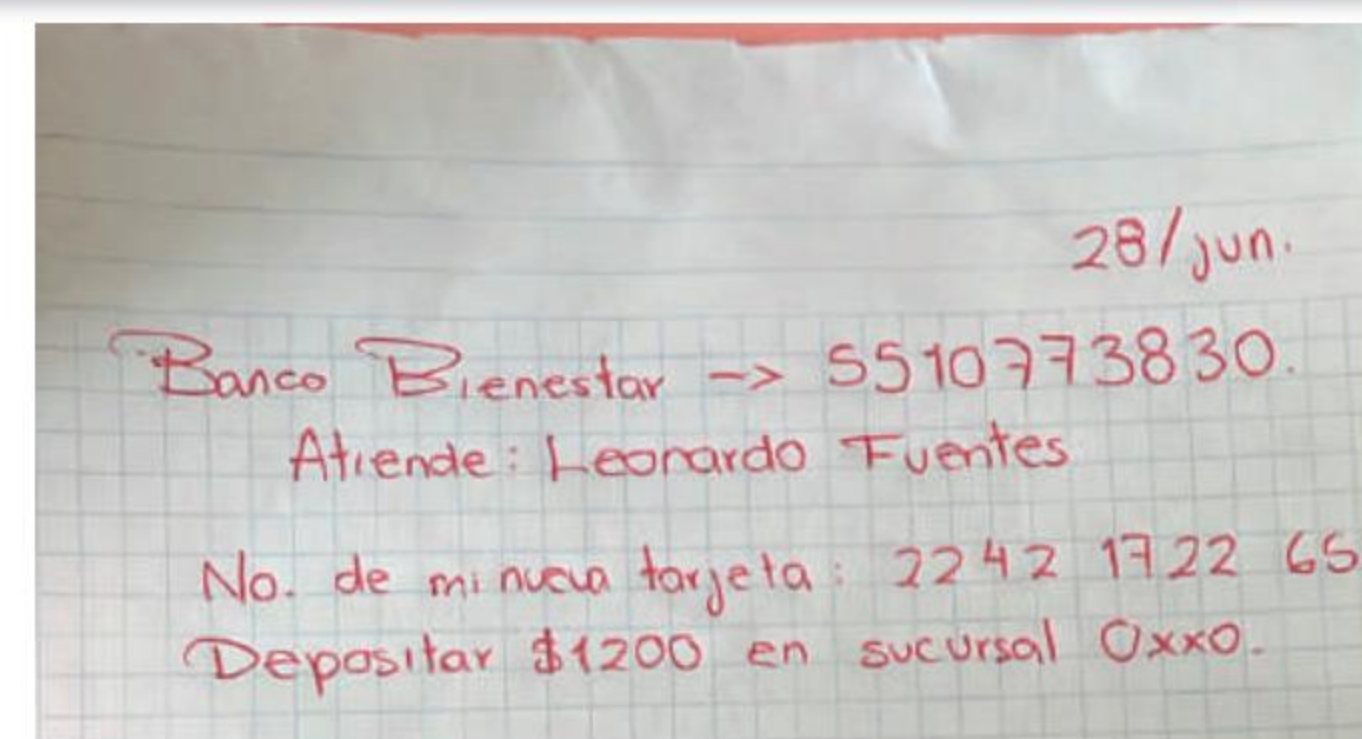 28/jun.
Banco Bienestar -> 5510773830.
Atiende: Leonardo Fuentes
No. de mi nueva tarjeta: 2242 1722 65
Depositar $1200 en sucursal Oxxo.